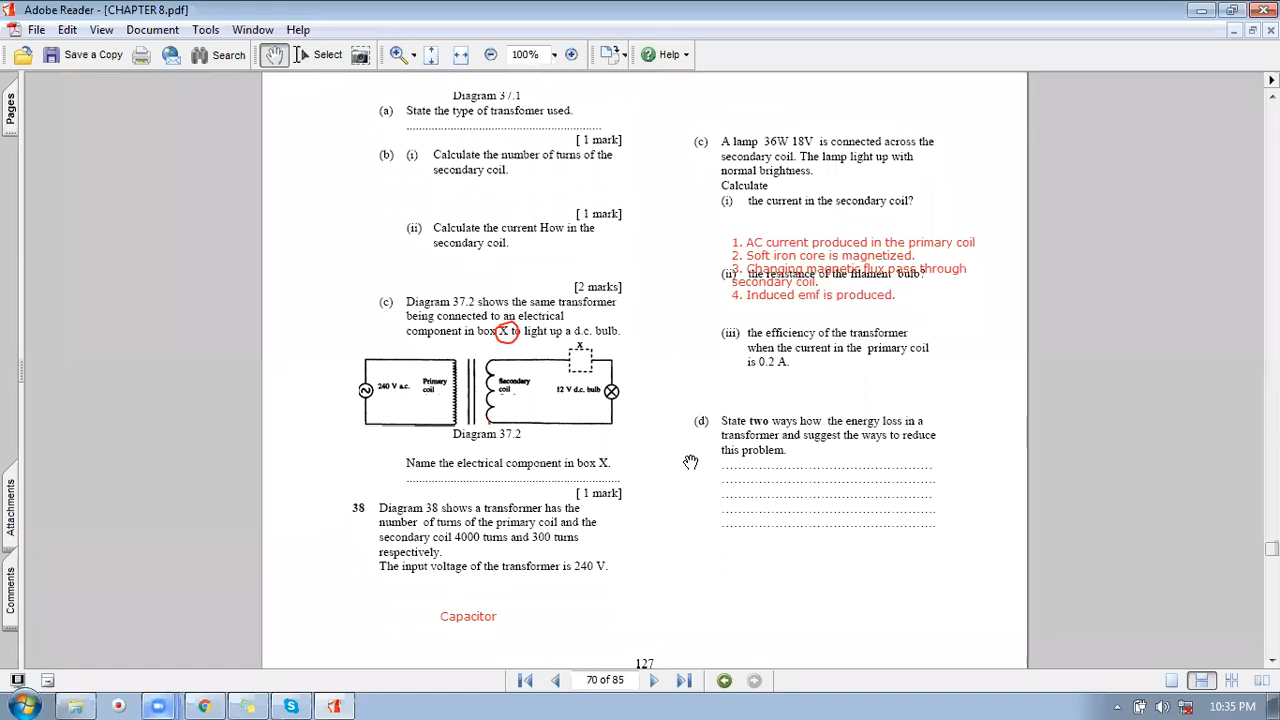 Adobe Reader - [CHAPTER 8.pdf]
File Edit View Document Tools Window Help
Save a Copy Search Select 100% Help
Pages
Attachments
Comments
Diagram 37.1
(a) State the type of transfomer used.
[ 1 mark]
(b) (i) Calculate the number of turns of the
secondary coil.
[ 1 mark]
(ii) Calculate the current How in the
secondary coil.
[2 marks]
(c) Diagram 37.2 shows the same transformer
being connected to an electrical
component in box X to light up a d.c. bulb.
X
240 V a.c. Primary coil Secondary coil 12 V d.c. bulb
Diagram 37.2
Name the electrical component in box X.
[ 1 mark]
38 Diagram 38 shows a transformer has the
number of turns of the primary coil and the
secondary coil 4000 turns and 300 turns
respectively.
The input voltage of the transformer is 240 V.
Capacitor
(c) A lamp 36W 18V is connected across the
secondary coil. The lamp light up with
normal brightness.
Calculate
(i) the current in the secondary coil?
1. AC current produced in the primary coil
2. Soft iron core is magnetized.
3. Changing magnetic flux pass through
(ii) the resistance of the filament bulb?
secondary coil.
4. Induced emf is produced.
(iii) the efficiency of the transformer
when the current in the primary coil
is 0.2 A.
(d) State two ways how the energy loss in a
transformer and suggest the ways to reduce
this problem.
127
70 of 85
10:35 PM